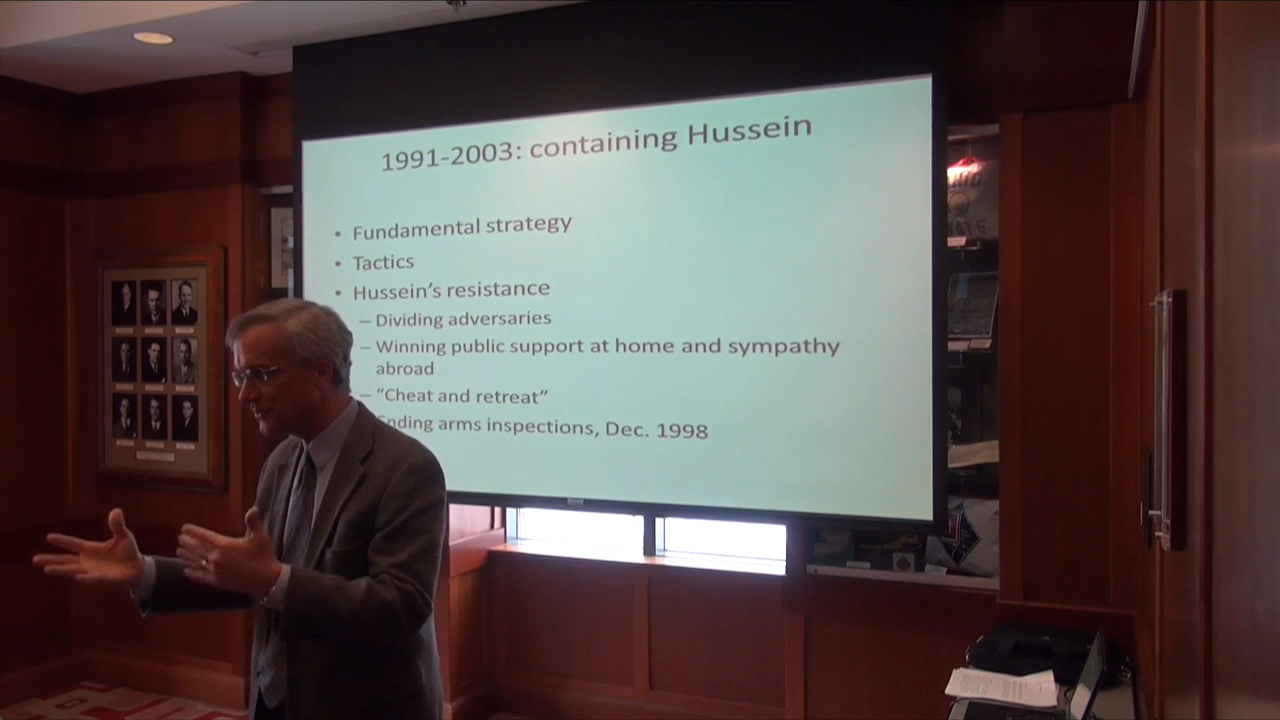 1991-2003: containing Hussein
• Fundamental strategy
• Tactics
• Hussein's resistance
– Dividing adversaries
– Winning public support at home and sympathy
abroad
– "Cheat and retreat"
nding arms inspections, Dec. 1998